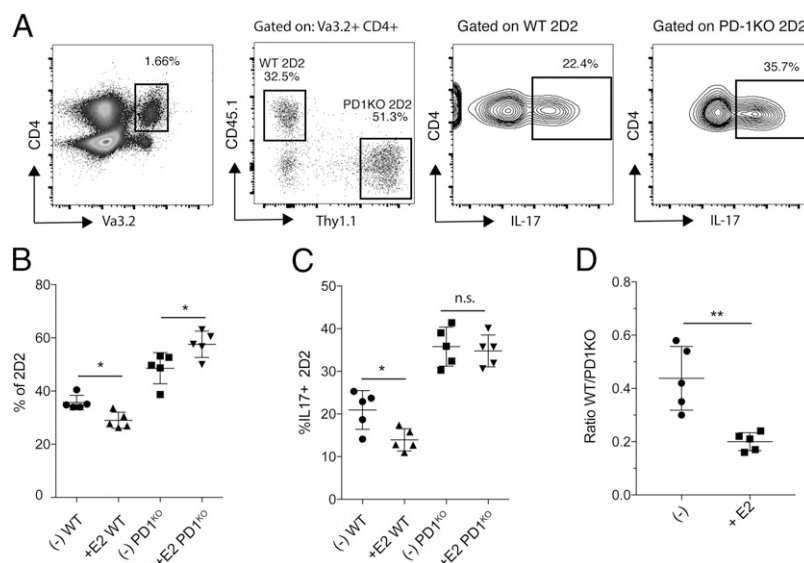 A
Gated on: Va3.2+ CD4+
Gated on WT 2D2
Gated on PD-1KO 2D2
1.66%
WT 2D2
32.5%
PD1KO 2D2
51.3%
22.4%
35.7%
CD4
CD45.1
CD4
CD4
Va3.2
Thy1.1
IL-17
IL-17
B
% of 2D2
80
60
40
20
0
*
*
(-) WT
+E2 WT
(-) PD1KO
+E2 PD1KO
C
%IL17+ 2D2
50
40
30
20
10
0
*
n.s.
(-) WT
+E2 WT
(-) PD1KO
+E2 PD1KO
D
Ratio WT/PD1KO
0.8
0.6
0.4
0.2
0.0
**
(-)
+ E2